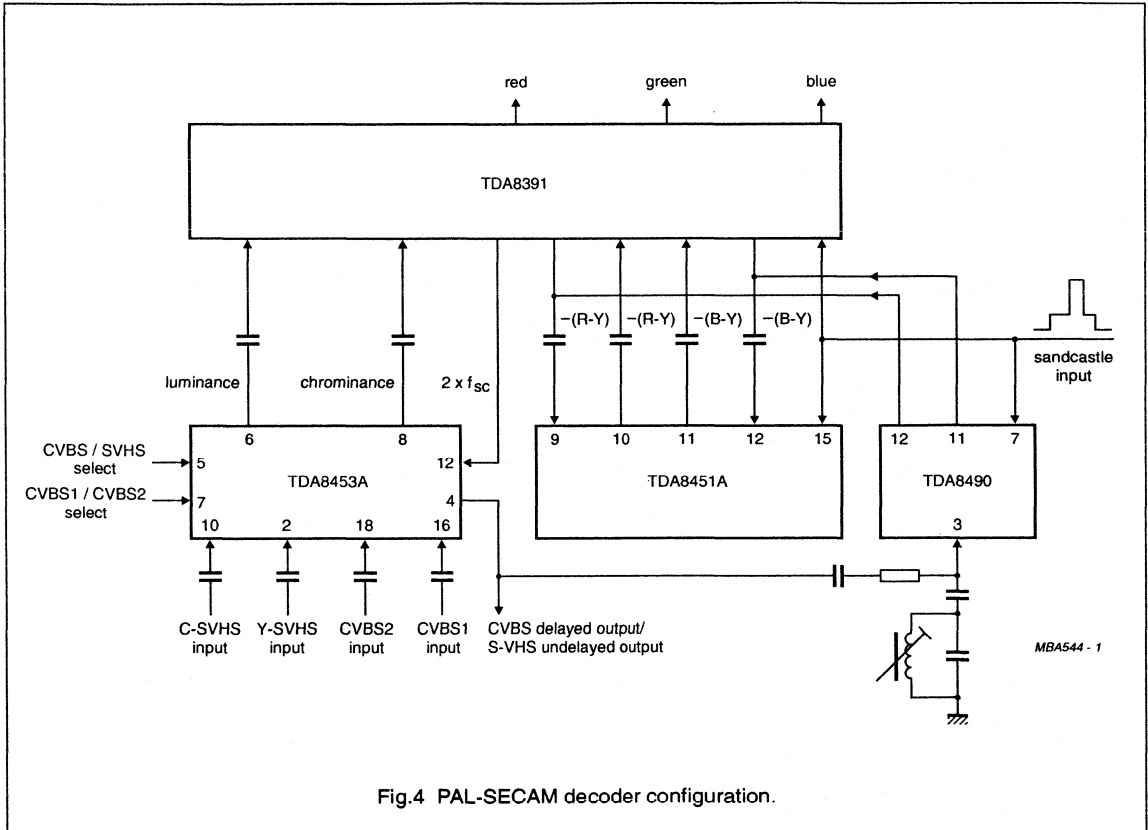 red green blue
TDA8391
−(R-Y) −(R-Y) −(B-Y) −(B-Y)
sandcastle
input
luminance chrominance 2 x fsc
6 8 9 10 11 12 15 12 11 7
CVBS / SVHS
select
5 12
TDA8453A TDA8451A TDA8490
CVBS1 / CVBS2
select
7 4
10 2 18 16 3
C-SVHS
input
Y-SVHS
input
CVBS2
input
CVBS1
input
CVBS delayed output/
S-VHS undelayed output
MBA544 - 1
Fig.4 PAL-SECAM decoder configuration.